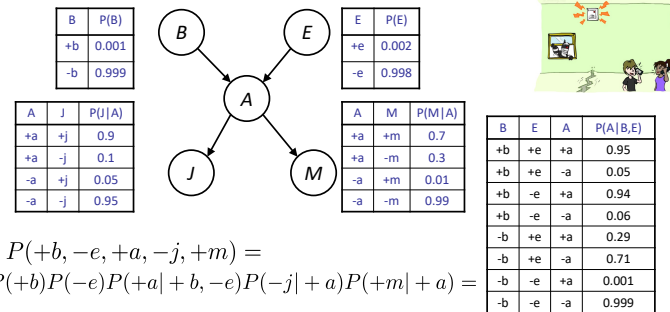 B P(B)
+b 0.001
-b 0.999
B
E
E P(E)
+e 0.002
-e 0.998
A
A J P(J|A)
+a +j 0.9
+a -j 0.1
-a +j 0.05
-a -j 0.95
J
M
A M P(M|A)
+a +m 0.7
+a -m 0.3
-a +m 0.01
-a -m 0.99
B E A P(A|B,E)
+b +e +a 0.95
+b +e -a 0.05
+b -e +a 0.94
+b -e -a 0.06
-b +e +a 0.29
-b +e -a 0.71
-b -e +a 0.001
-b -e -a 0.999
P(+b, −e, +a, −j, +m) =
P(+b)P(−e)P(+a| + b, −e)P(−j| + a)P(+m| + a) =